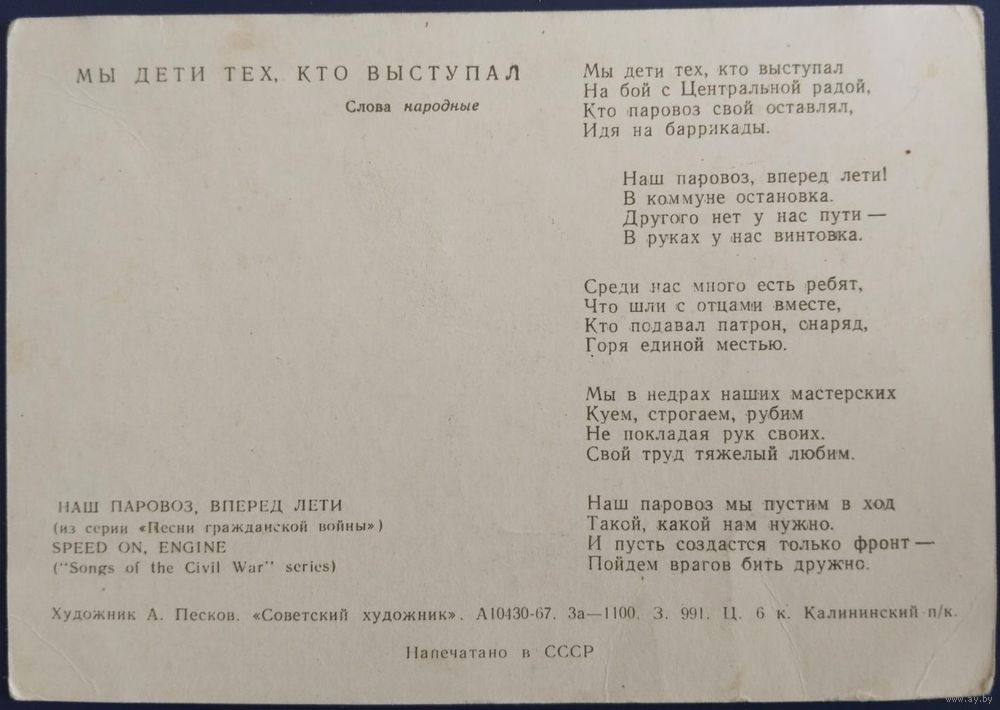 МЫ ДЕТИ ТЕХ, КТО ВЫСТУПАЛ
Слова народные
Мы дети тех, кто выступал
На бой с Центральной радой,
Кто паровоз свой оставлял,
Идя на баррикады.
Наш паровоз, вперед лети!
В коммуне остановка.
Другого нет у нас пути —
В руках у нас винтовка.
Среди нас много есть ребят,
Что шли с отцами вместе,
Кто подавал патрон, снаряд,
Горя единой местью.
Мы в недрах наших мастерских
Куем, строгаем, рубим
Не покладая рук своих.
Свой труд тяжелый любим.
Наш паровоз мы пустим в ход
Такой, какой нам нужно.
И пусть создастся только фронт —
Пойдем врагов бить дружно.
НАШ ПАРОВОЗ, ВПЕРЕД ЛЕТИ
(из серии «Песни гражданской войны»)
SPEED ON, ENGINE
("Songs of the Civil War" series)
Художник А. Песков. «Советский художник». А10430-67. За—1100. З. 991. Ц. 6 к. Калининский п/к.
Напечатано в СССР
www.ay.by